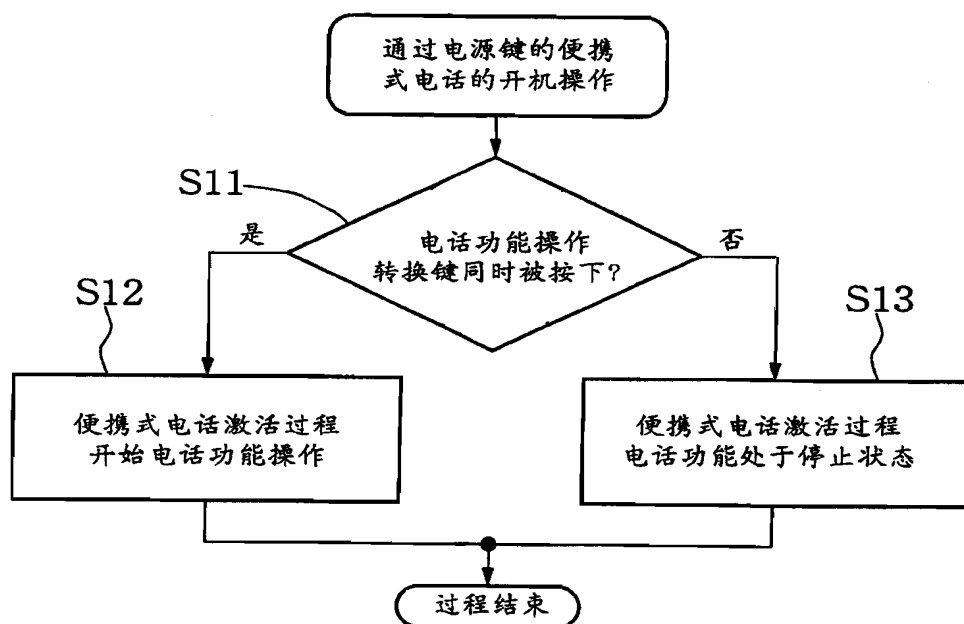 通过电源键的便携
式电话的开机操作
S11
是
电话功能操作
转换键同时被按下?
否
S12
S13
便携式电话激活过程
开始电话功能操作
便携式电话激活过程
电话功能处于停止状态
过程结束